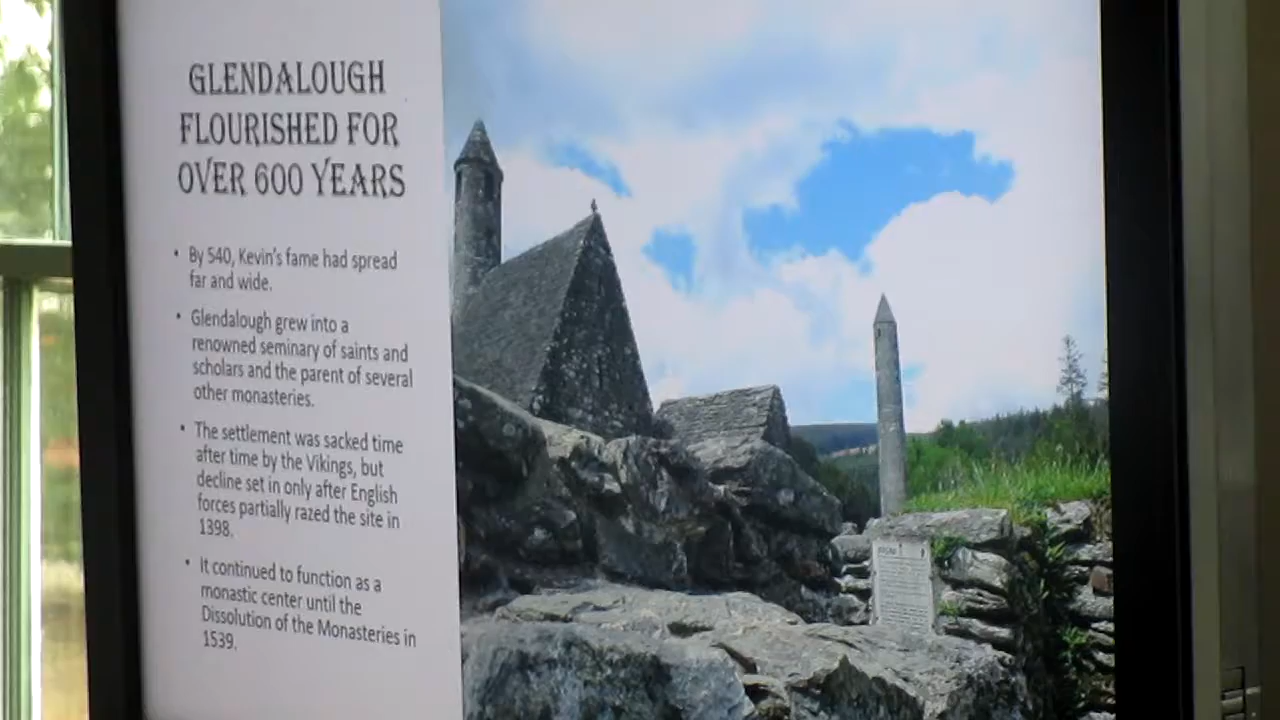 GLENDALOUGH
FLOURISHED FOR
OVER 600 YEARS
• By 540, Kevin's fame had spread
far and wide.
• Glendalough grew into a
renowned seminary of saints and
scholars and the parent of several
other monasteries.
• The settlement was sacked time
after time by the Vikings, but
decline set in only after English
forces partially razed the site in
1398.
• It continued to function as a
monastic center until the
Dissolution of the Monasteries in
1539.